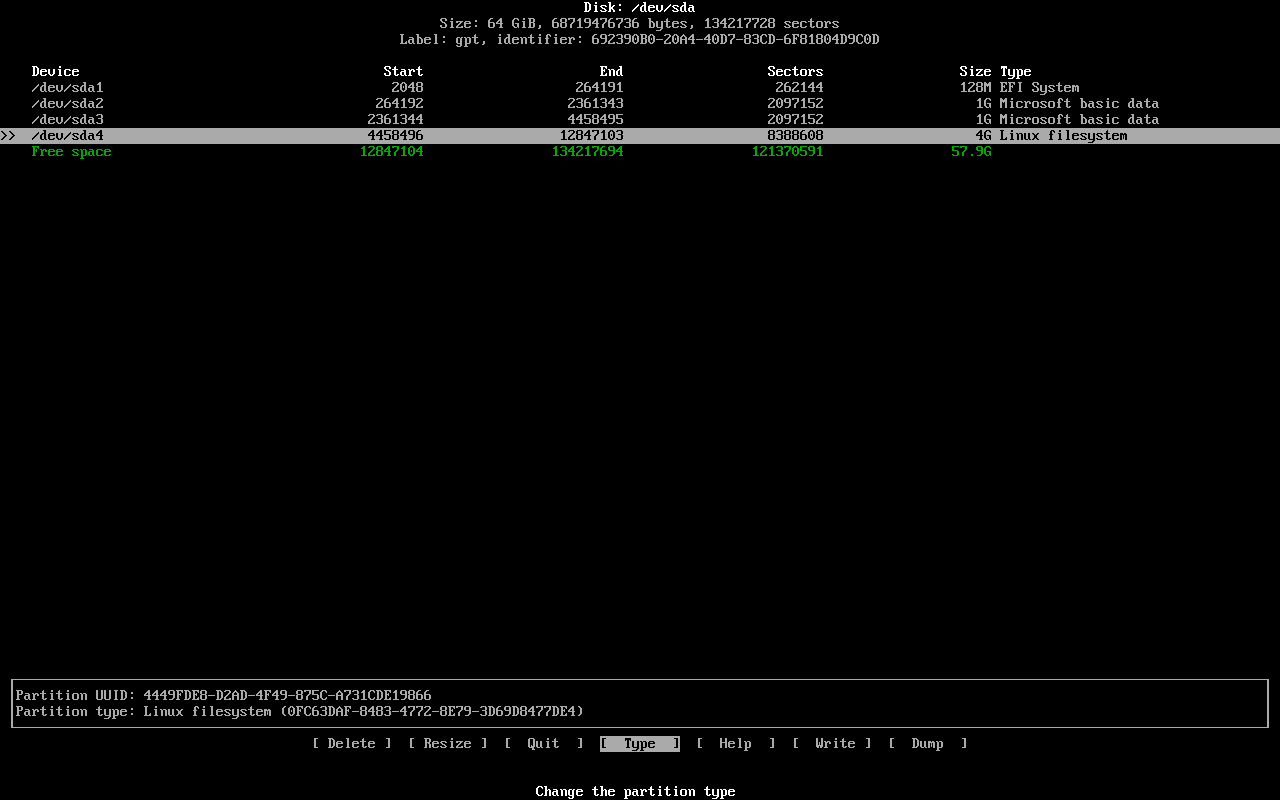 Disk: /dev/sda
Size: 64 GiB, 68719476736 bytes, 134217728 sectors
Label: gpt, identifier: 692390B0-20A4-40D7-83CD-6F81804D9C0D
Device Start End Sectors Size Type
/dev/sda1 2048 264191 262144 128M EFI System
/dev/sda2 264192 2361343 2097152 1G Microsoft basic data
/dev/sda3 2361344 4458495 2097152 1G Microsoft basic data
>> /dev/sda4 4458496 12847103 8388608 4G Linux filesystem
Free space 12847104 134217694 121370591 57.9G
Partition UUID: 4449FDE8-D2AD-4F49-875C-A731CDE19866
Partition type: Linux filesystem (0FC63DAF-8483-4772-8E79-3D69D8477DE4)
[ Delete ] [ Resize ] [ Quit ] [ Type ] [ Help ] [ Write ] [ Dump ]
Change the partition type